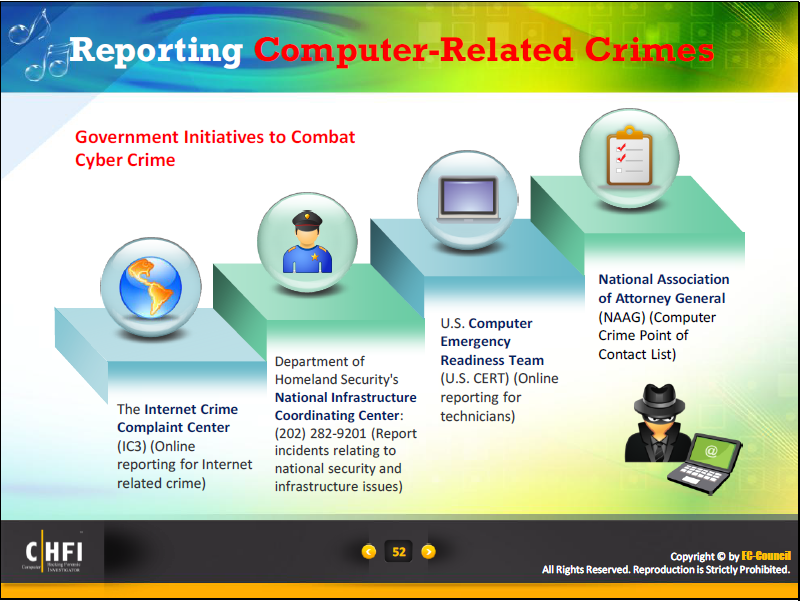 Reporting Computer-Related Crimes
Government Initiatives to Combat
Cyber Crime
The Internet Crime
Complaint Center
(IC3) (Online
reporting for Internet
related crime)
Department of
Homeland Security's
National Infrastructure
Coordinating Center:
(202) 282-9201 (Report
incidents relating to
national security and
infrastructure issues)
U.S. Computer
Emergency
Readiness Team
(U.S. CERT) (Online
reporting for
technicians)
National Association
of Attorney General
(NAAG) (Computer
Crime Point of
Contact List)
@
CHFI
Computer Hacking Forensic
INVESTIGATOR
52
Copyright © by EC-Council
All Rights Reserved. Reproduction is Strictly Prohibited.